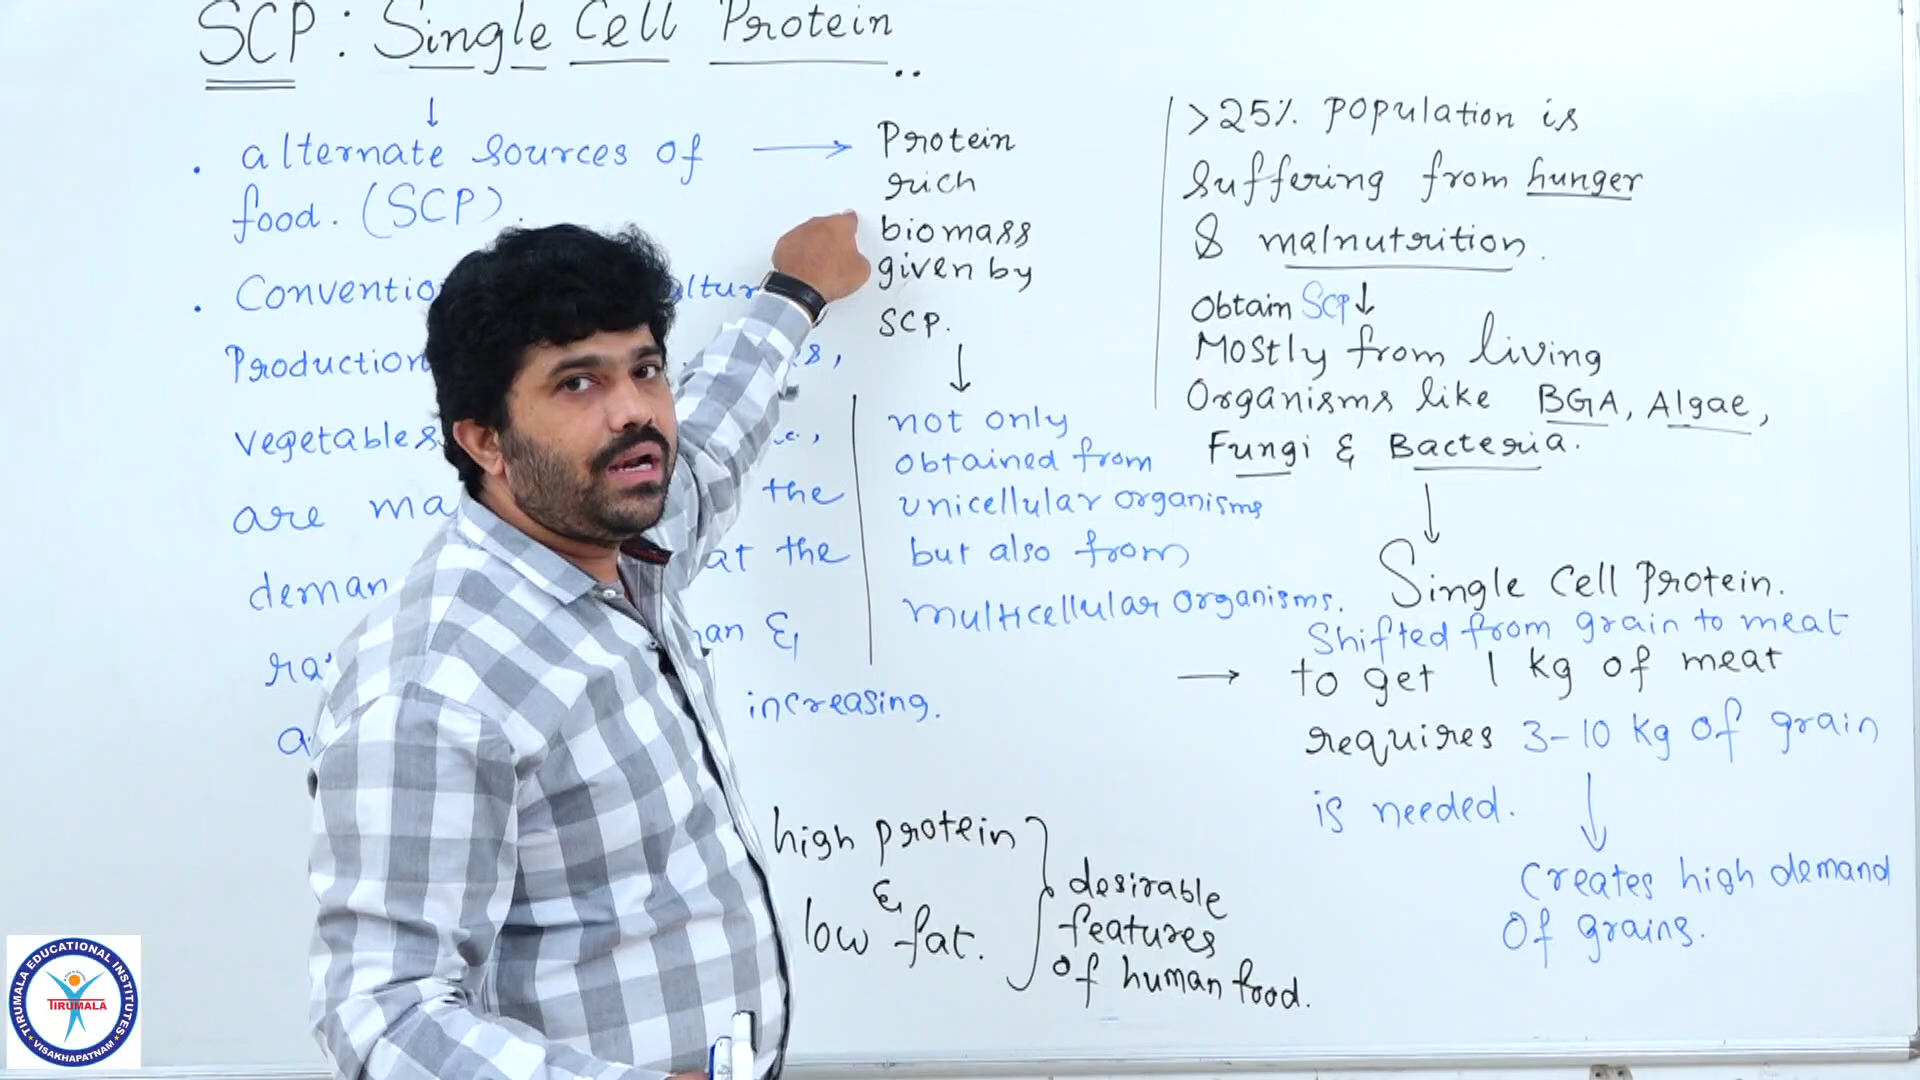 SCP : Single Cell Protein
. alternate sources of
food. (SCP).
. 
Production
vegetables
are
the
at the
increasing.
Protein
rich
biomass
given by
SCP.
not only
obtained from
unicellular organisms
but also from
multicellular organisms.
high protein
&
low fat.
desirable
features
of human food.
>25% population is
suffering from hunger
& malnutrition.
Obtain SCP
Mostly from living
Organisms like BGA, Algae,
Fungi & Bacteria.
Single Cell Protein.
Shifted from grain to meat
→ to get 1 kg of meat
requires 3-10 kg of grain
is needed.
Creates high demand
of grains.
TIRUMALA EDUCATIONAL INSTITUTES
TIRUMALA
VISAKHAPATNAM